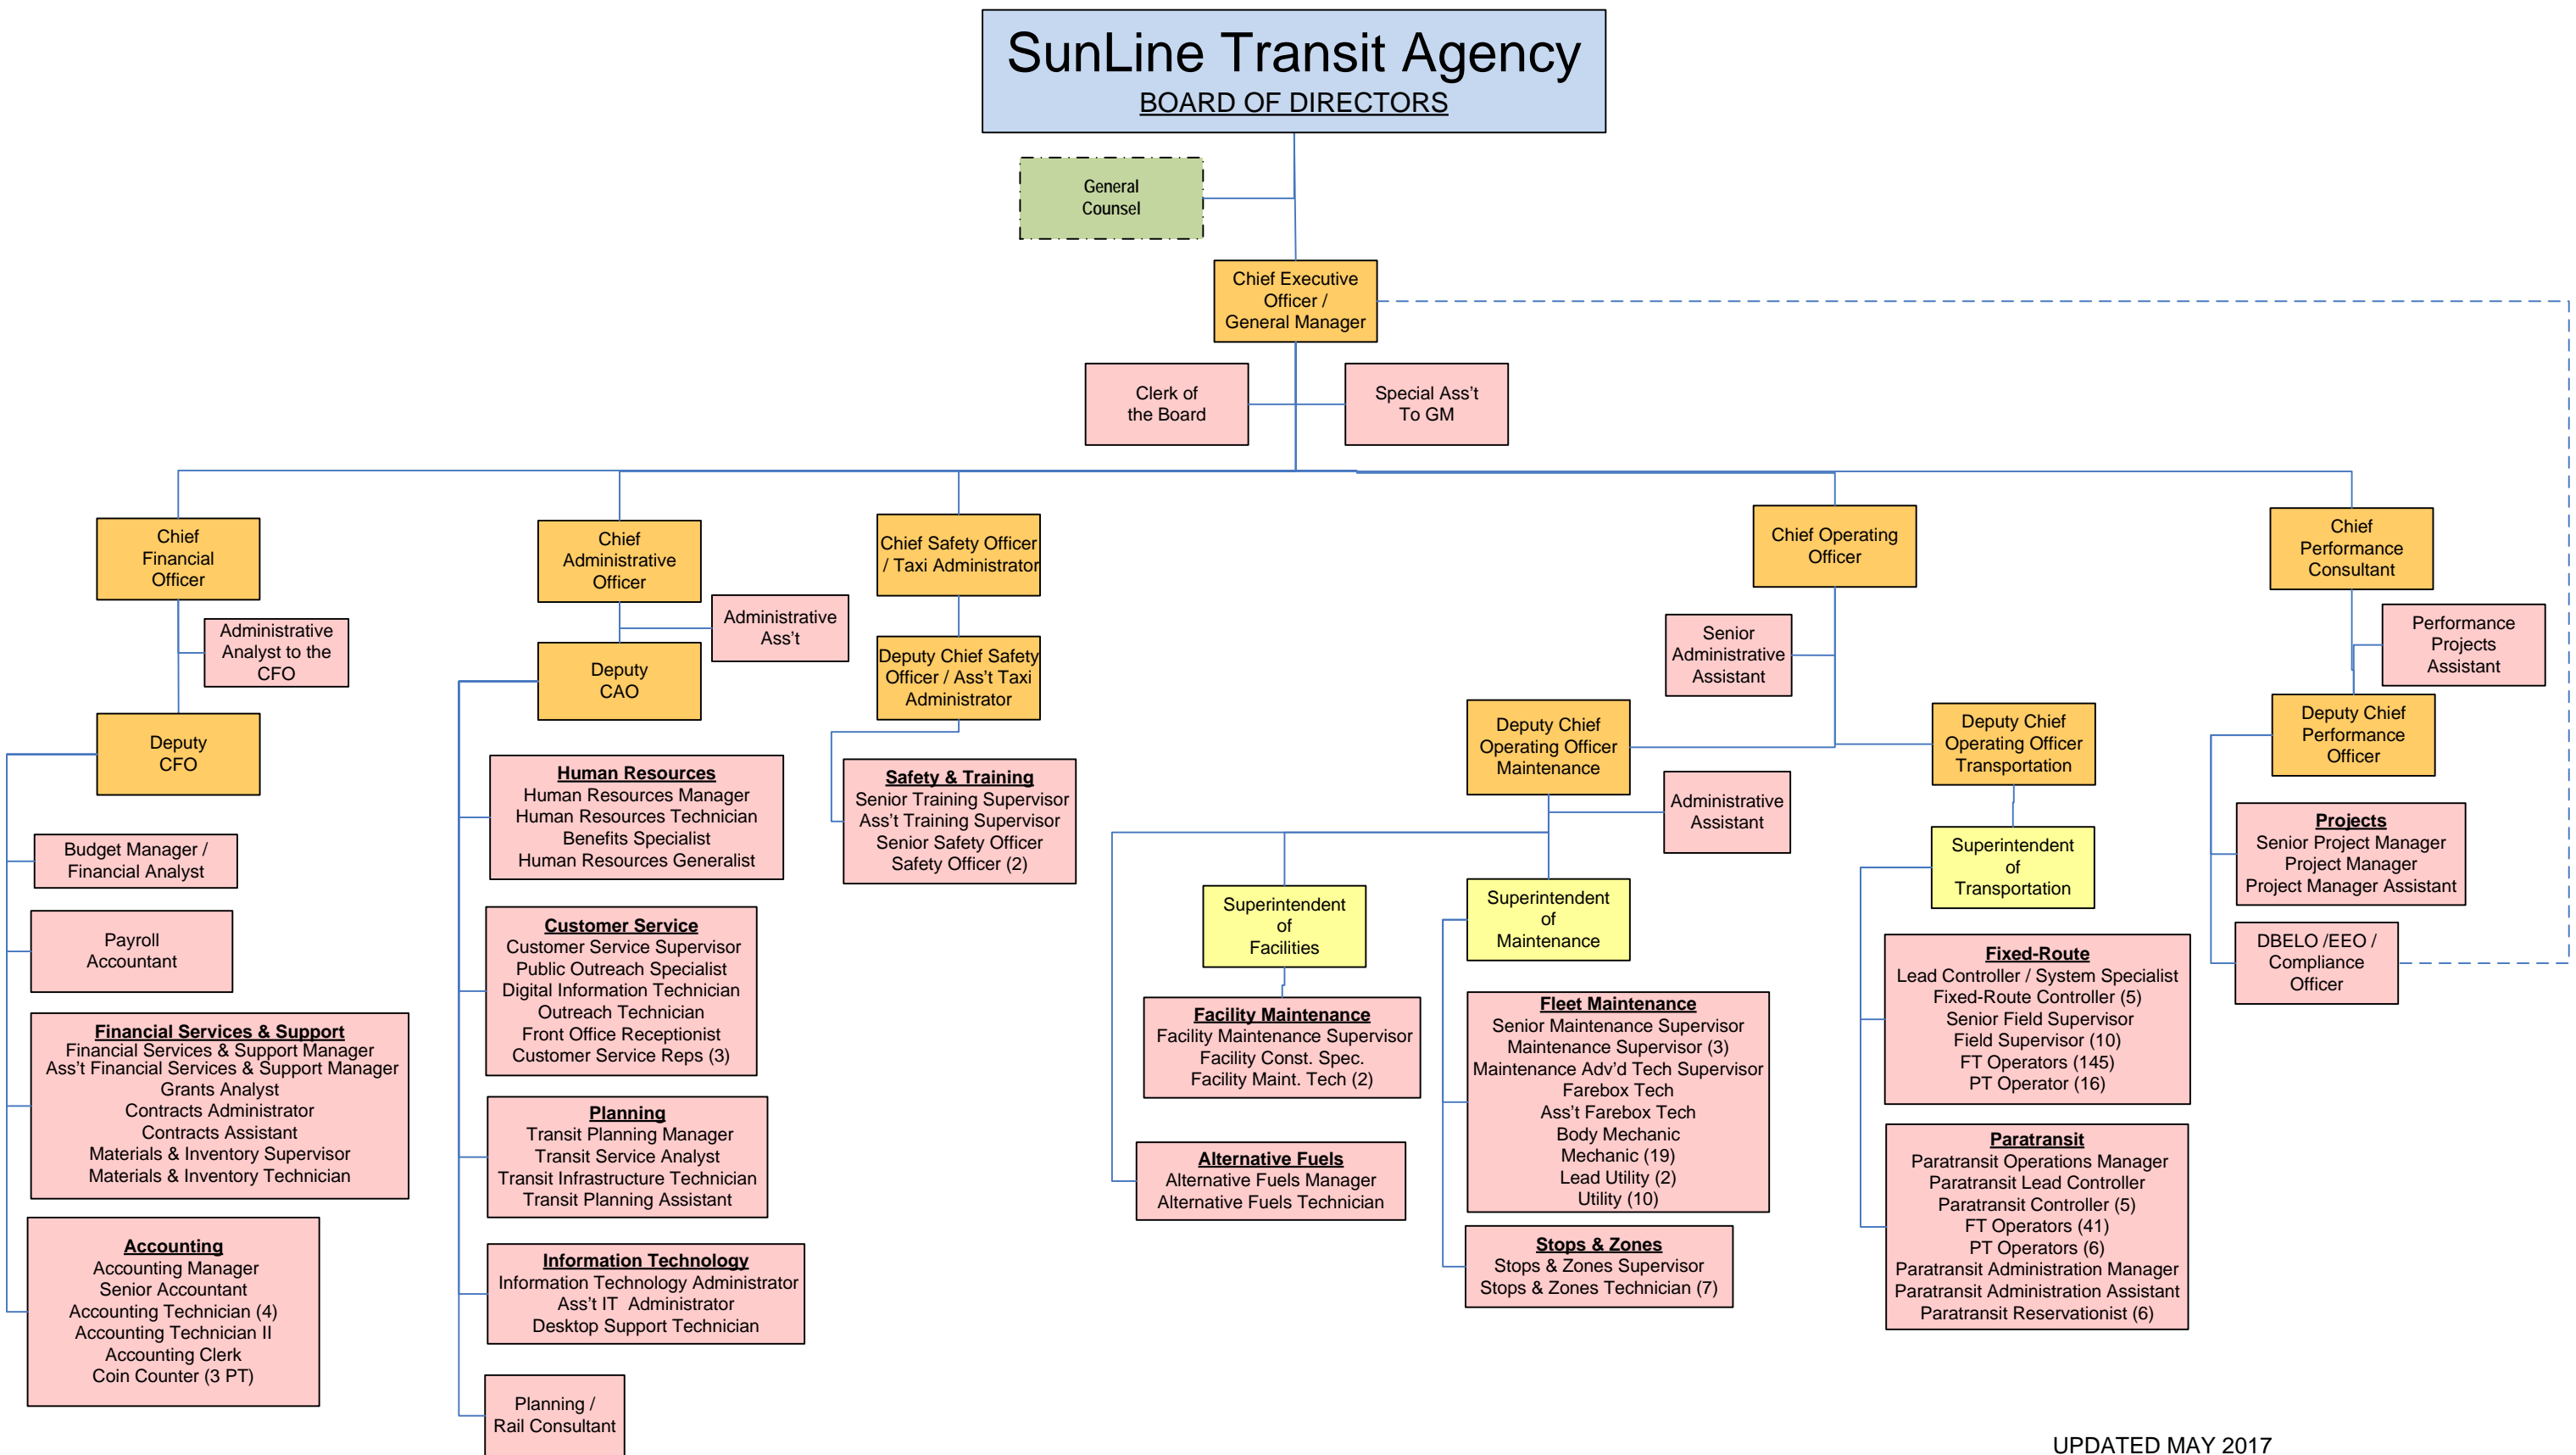 SunLine Transit Agency
BOARD OF DIRECTORS
General
Counsel
Chief Executive
Officer /
General Manager
Clerk of
the Board
Special Ass’t
To GM
Chief
Financial
Officer
Administrative
Analyst to the
CFO
Deputy
CFO
Budget Manager /
Financial Analyst
Payroll
Accountant
Financial Services & Support
Financial Services & Support Manager
Ass’t Financial Services & Support Manager
Grants Analyst
Contracts Administrator
Contracts Assistant
Materials & Inventory Supervisor
Materials & Inventory Technician
Accounting
Accounting Manager
Senior Accountant
Accounting Technician (4)
Accounting Technician II
Accounting Clerk
Coin Counter (3 PT)
Chief
Administrative
Officer
Administrative
Ass’t
Deputy
CAO
Human Resources
Human Resources Manager
Human Resources Technician
Benefits Specialist
Human Resources Generalist
Customer Service
Customer Service Supervisor
Public Outreach Specialist
Digital Information Technician
Outreach Technician
Front Office Receptionist
Customer Service Reps (3)
Planning
Transit Planning Manager
Transit Service Analyst
Transit Infrastructure Technician
Transit Planning Assistant
Information Technology
Information Technology Administrator
Ass’t IT Administrator
Desktop Support Technician
Planning /
Rail Consultant
Chief Safety Officer
/ Taxi Administrator
Deputy Chief Safety
Officer / Ass’t Taxi
Administrator
Safety & Training
Senior Training Supervisor
Ass’t Training Supervisor
Senior Safety Officer
Safety Officer (2)
Chief Operating
Officer
Senior
Administrative
Assistant
Deputy Chief
Operating Officer
Maintenance
Administrative
Assistant
Superintendent
of
Facilities
Facility Maintenance
Facility Maintenance Supervisor
Facility Const. Spec.
Facility Maint. Tech (2)
Alternative Fuels
Alternative Fuels Manager
Alternative Fuels Technician
Superintendent
of
Maintenance
Fleet Maintenance
Senior Maintenance Supervisor
Maintenance Supervisor (3)
Maintenance Adv’d Tech Supervisor
Farebox Tech
Ass’t Farebox Tech
Body Mechanic
Mechanic (19)
Lead Utility (2)
Utility (10)
Stops & Zones
Stops & Zones Supervisor
Stops & Zones Technician (7)
Deputy Chief
Operating Officer
Transportation
Superintendent
of
Transportation
Fixed-Route
Lead Controller / System Specialist
Fixed-Route Controller (5)
Senior Field Supervisor
Field Supervisor (10)
FT Operators (145)
PT Operator (16)
Paratransit
Paratransit Operations Manager
Paratransit Lead Controller
Paratransit Controller (5)
FT Operators (41)
PT Operators (6)
Paratransit Administration Manager
Paratransit Administration Assistant
Paratransit Reservationist (6)
Chief
Performance
Consultant
Performance
Projects
Assistant
Deputy Chief
Performance
Officer
Projects
Senior Project Manager
Project Manager
Project Manager Assistant
DBELO /EEO /
Compliance
Officer
UPDATED MAY 2017